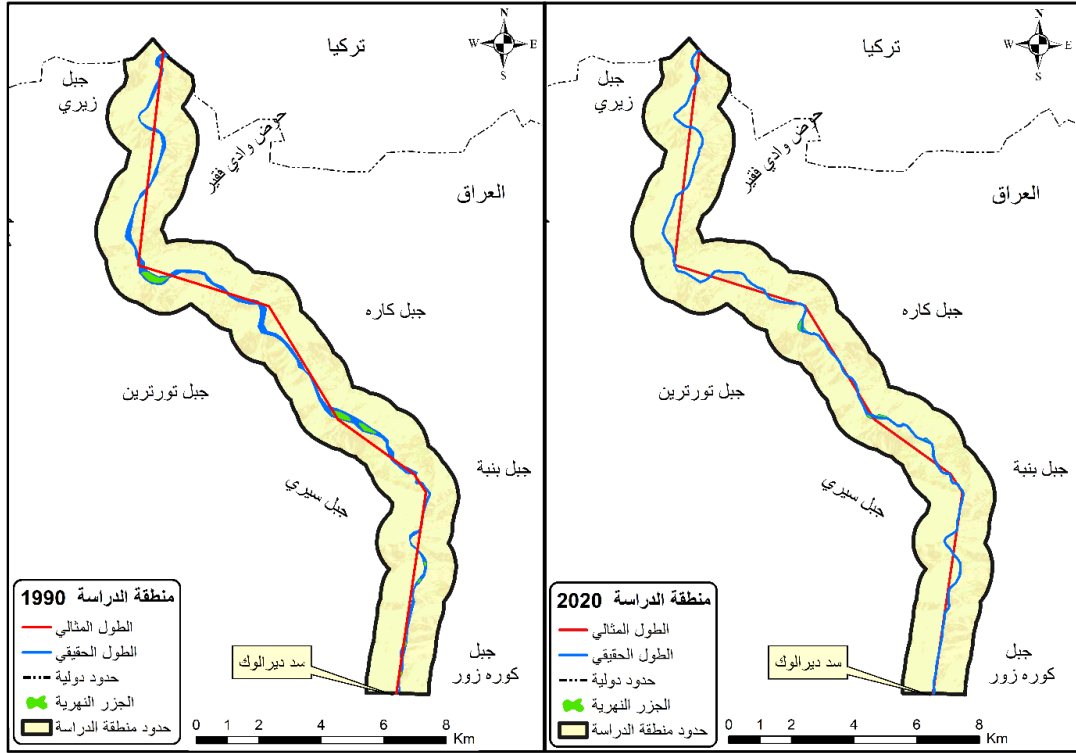 تركيا
N
W E
S
جبل
زيري
حوض وادي فقير
العراق
جبل كاره
جبل تورترين
جبل بنبة
جبل سيري
جبل
كوره زور
سد ديرالوك
منطقة الدراسة 1990
الطول المثالي
الطول الحقيقي
حدود دولية
الجزر النهرية
حدود منطقة الدراسة
0 1 2 4 6 8
Km
تركيا
N
W E
S
جبل
زيري
حوض وادي فقير
العراق
جبل كاره
جبل تورترين
جبل بنبة
جبل سيري
جبل
كوره زور
سد ديرالوك
منطقة الدراسة 2020
الطول المثالي
الطول الحقيقي
حدود دولية
الجزر النهرية
حدود منطقة الدراسة
0 1 2 4 6 8
Km